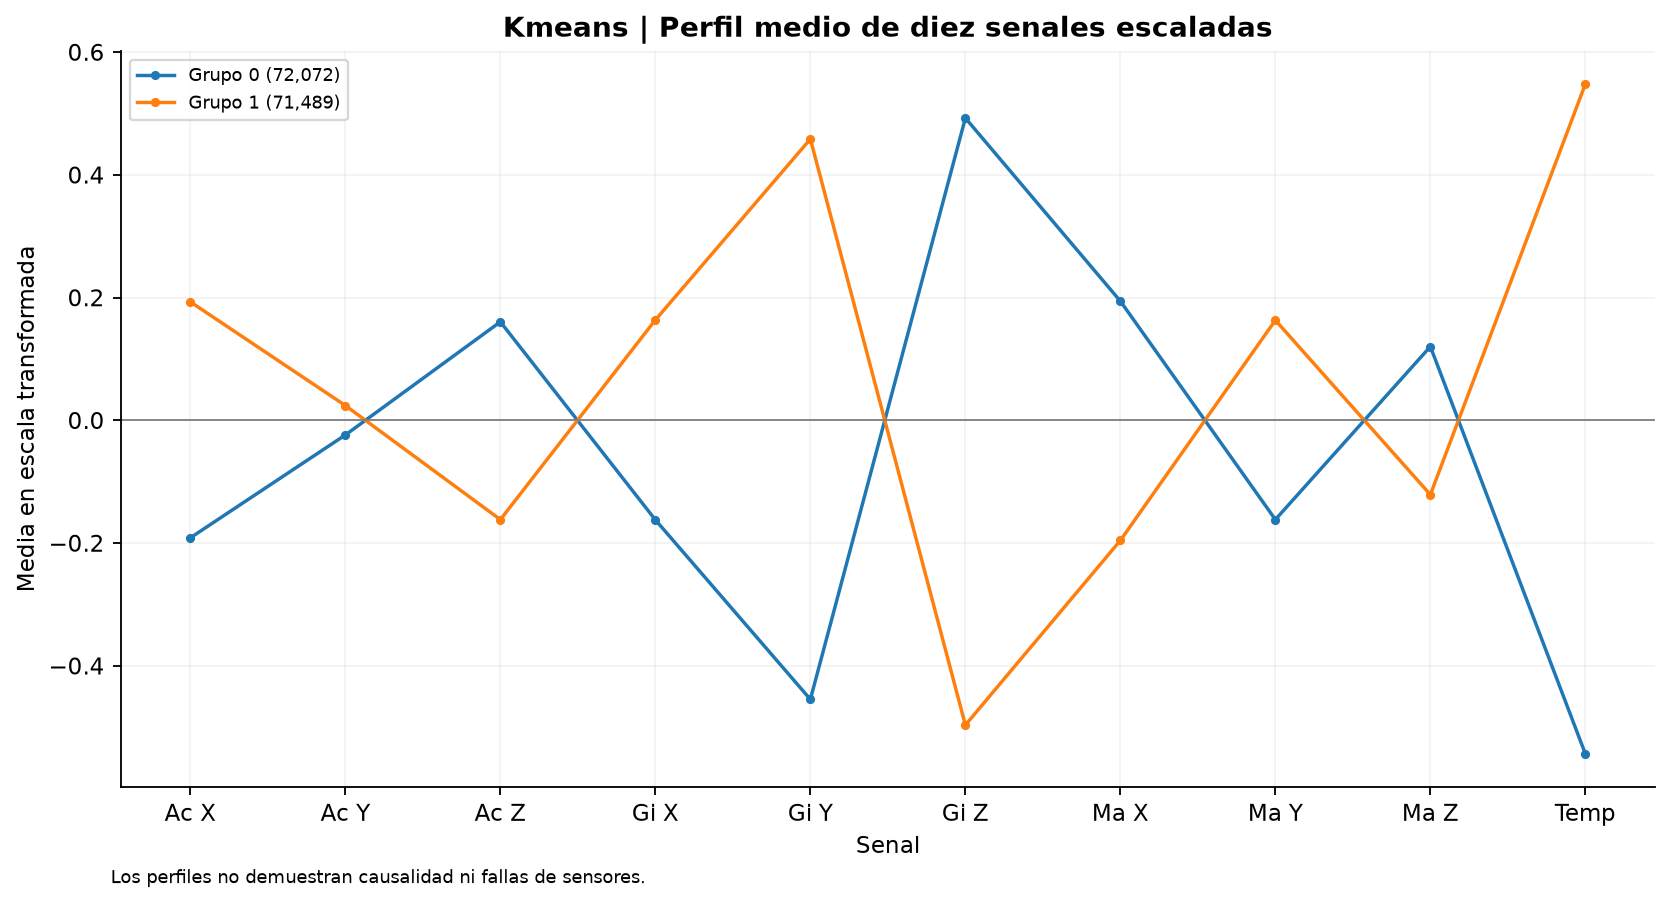 Kmeans | Perfil medio de diez senales escaladas
Grupo 0 (72,072)
Grupo 1 (71,489)
Media en escala transformada
0.6
0.4
0.2
0.0
−0.2
−0.4
Ac X Ac Y Ac Z Gi X Gi Y Gi Z Ma X Ma Y Ma Z Temp
Senal
Los perfiles no demuestran causalidad ni fallas de sensores.